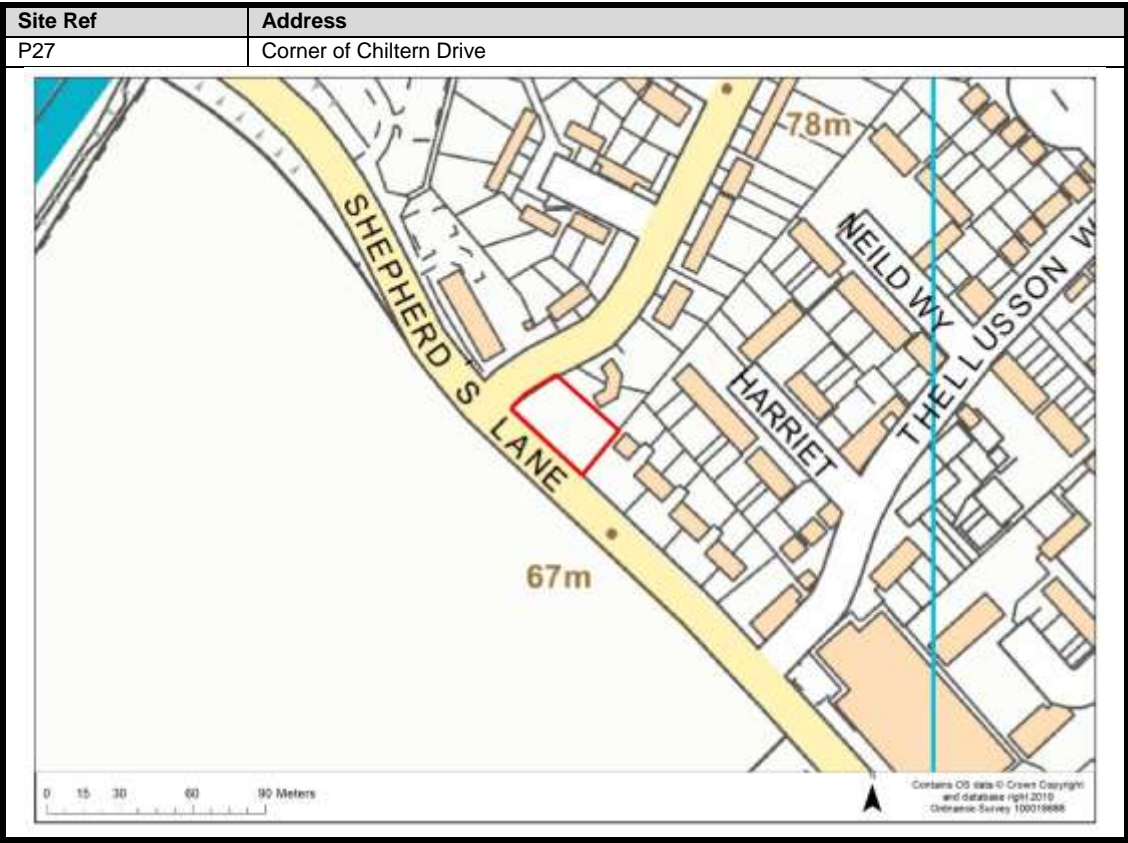 Site Ref Address
P27 Corner of Chiltern Drive
78m
SHEPHERD'S LANE
NEILD WY
THELLUSSON W
HARRIET
67m
0 15 30 60 90 Meters
N
Contains OS data © Crown Copyright
and database right 2019
Ordnance Survey 100018686